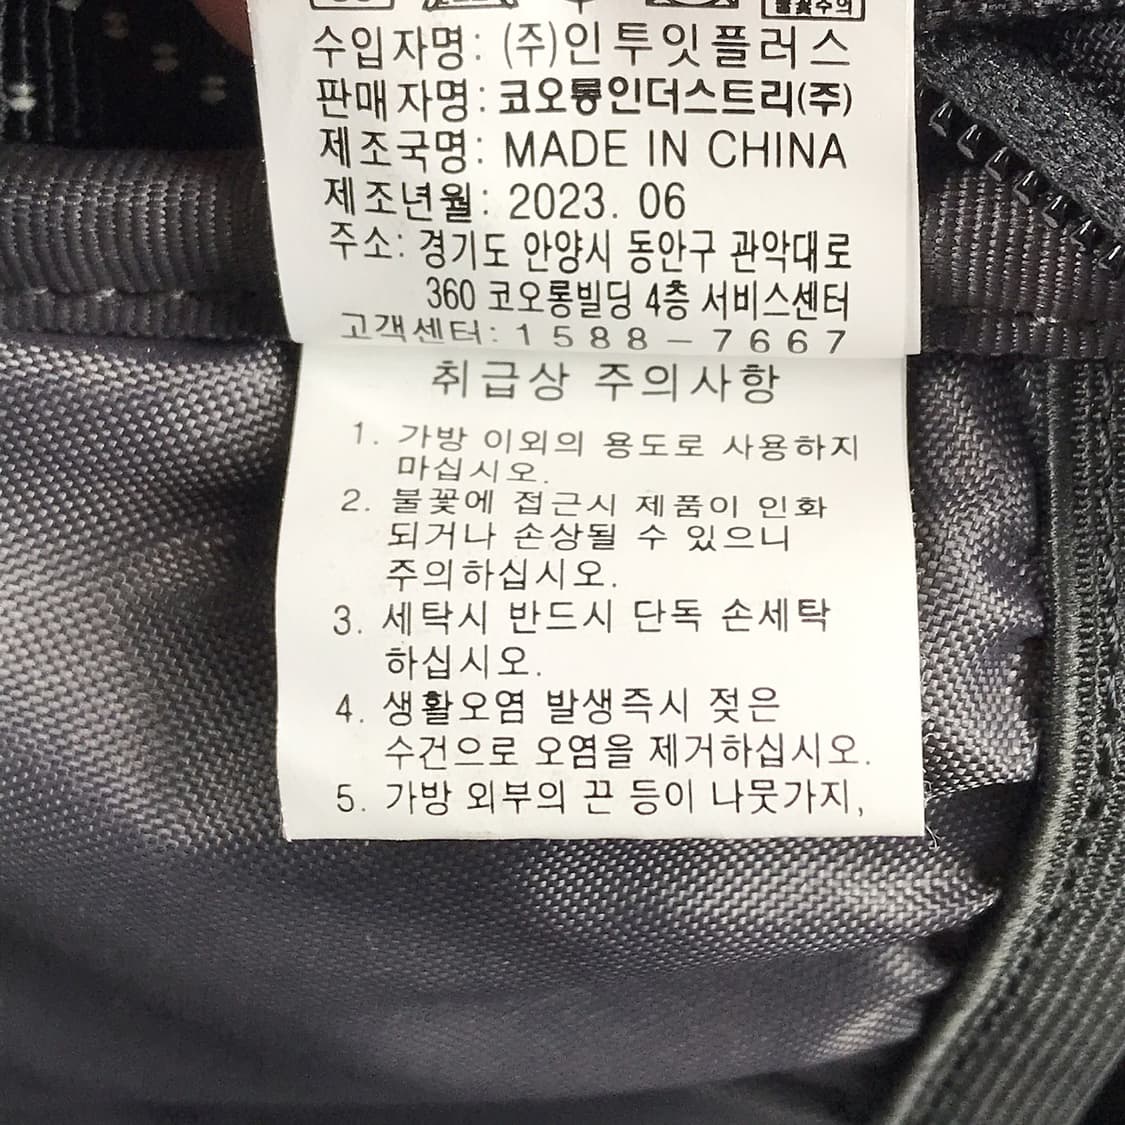 불꽃주의
수입자명: (주)인투잇플러스
판매자명: 코오롱인더스트리(주)
제조국명: MADE IN CHINA
제조년월: 2023. 06
주소: 경기도 안양시 동안구 관악대로
360 코오롱빌딩 4층 서비스센터
고객센터: 1588-7667
취급상 주의사항
1. 가방 이외의 용도로 사용하지
마십시오.
2. 불꽃에 접근시 제품이 인화
되거나 손상될 수 있으니
주의하십시오.
3. 세탁시 반드시 단독 손세탁
하십시오.
4. 생활오염 발생즉시 젖은
수건으로 오염을 제거하십시오.
5. 가방 외부의 끈 등이 나뭇가지,